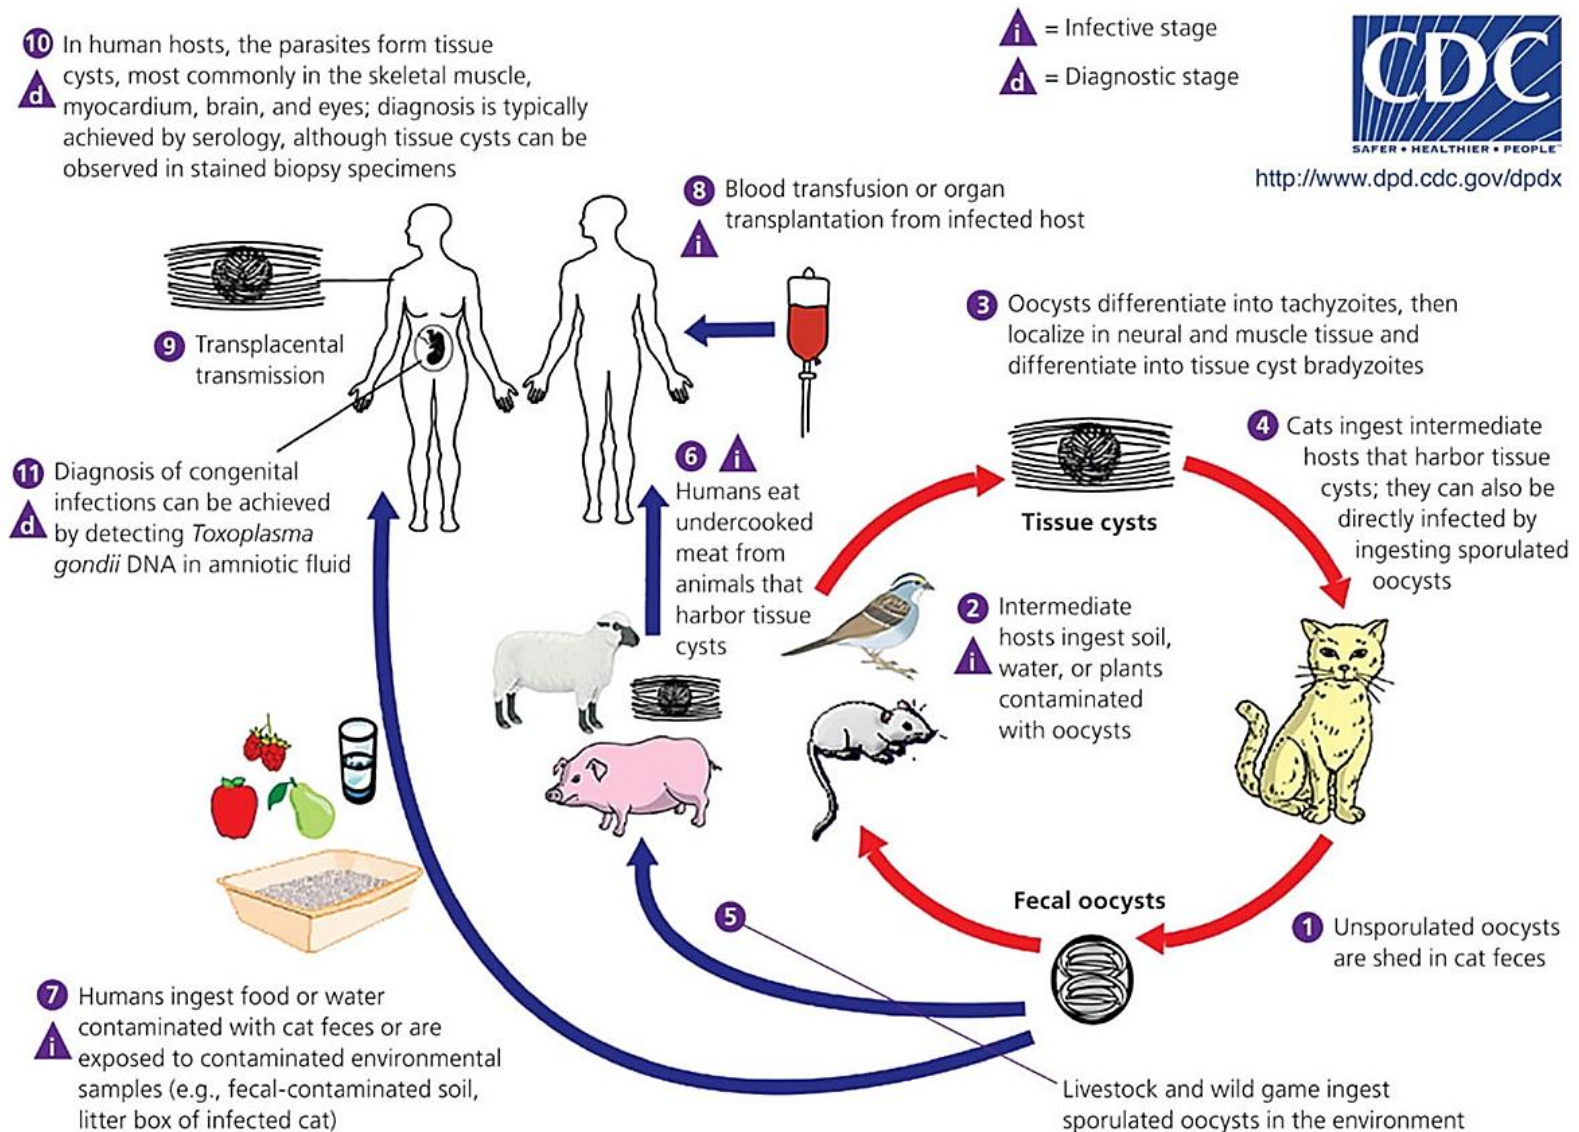 10 In human hosts, the parasites form tissue
d cysts, most commonly in the skeletal muscle,
myocardium, brain, and eyes; diagnosis is typically
achieved by serology, although tissue cysts can be
observed in stained biopsy specimens
i = Infective stage
d = Diagnostic stage
CDC
SAFER • HEALTHIER • PEOPLE™
http://www.dpd.cdc.gov/dpdx
8 Blood transfusion or organ
transplantation from infected host
i
9 Transplacental
transmission
3 Oocysts differentiate into tachyzoites, then
localize in neural and muscle tissue and
differentiate into tissue cyst bradyzoites
Tissue cysts
4 Cats ingest intermediate
hosts that harbor tissue
cysts; they can also be
directly infected by
ingesting sporulated
oocysts
11 Diagnosis of congenital
infections can be achieved
d by detecting Toxoplasma
gondii DNA in amniotic fluid
6 i
Humans eat
undercooked
meat from
animals that
harbor tissue
cysts
2 Intermediate
hosts ingest soil,
i water, or plants
contaminated
with oocysts
Fecal oocysts
1 Unsporulated oocysts
are shed in cat feces
5
Livestock and wild game ingest
sporulated oocysts in the environment
7 Humans ingest food or water
contaminated with cat feces or are
i exposed to contaminated environmental
samples (e.g., fecal-contaminated soil,
litter box of infected cat)